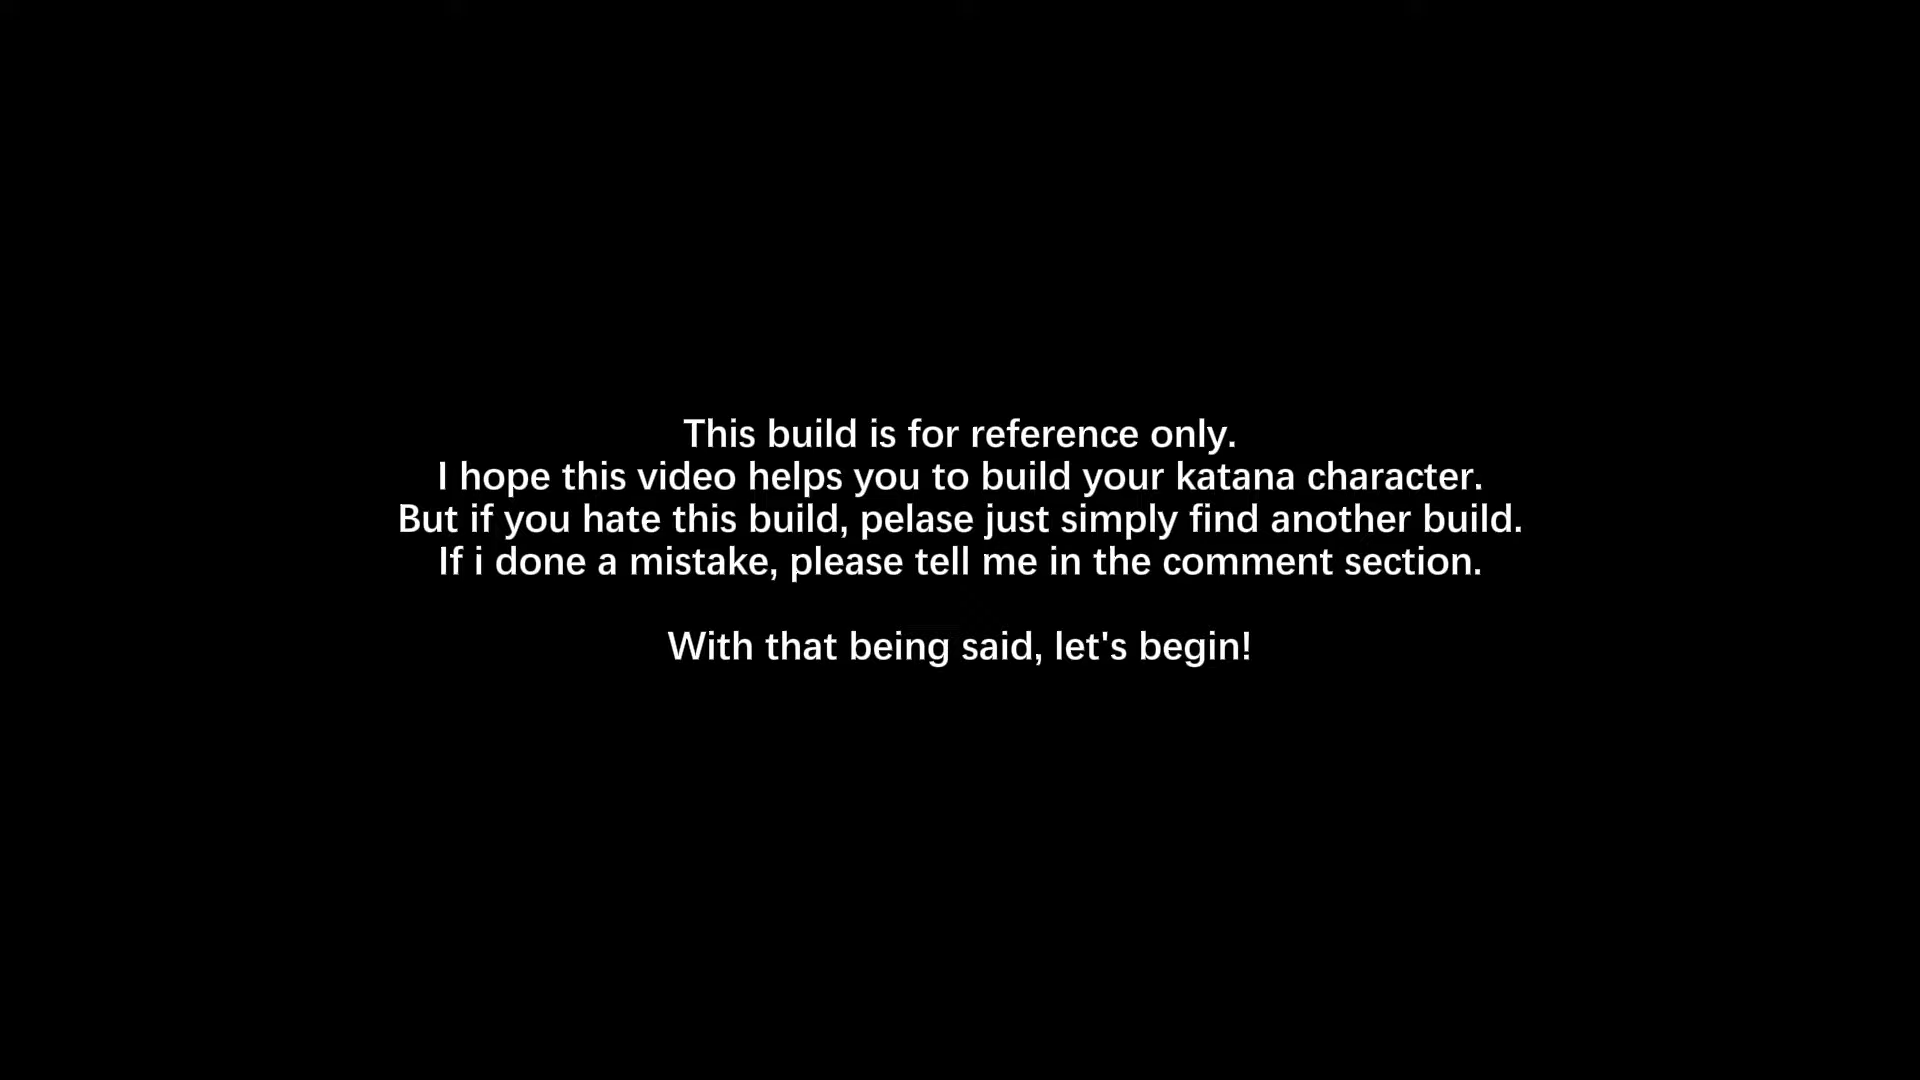 This build is for reference only.
I hope this video helps you to build your katana character.
But if you hate this build, pelase just simply find another build.
If i done a mistake, please tell me in the comment section.
With that being said, let's begin!